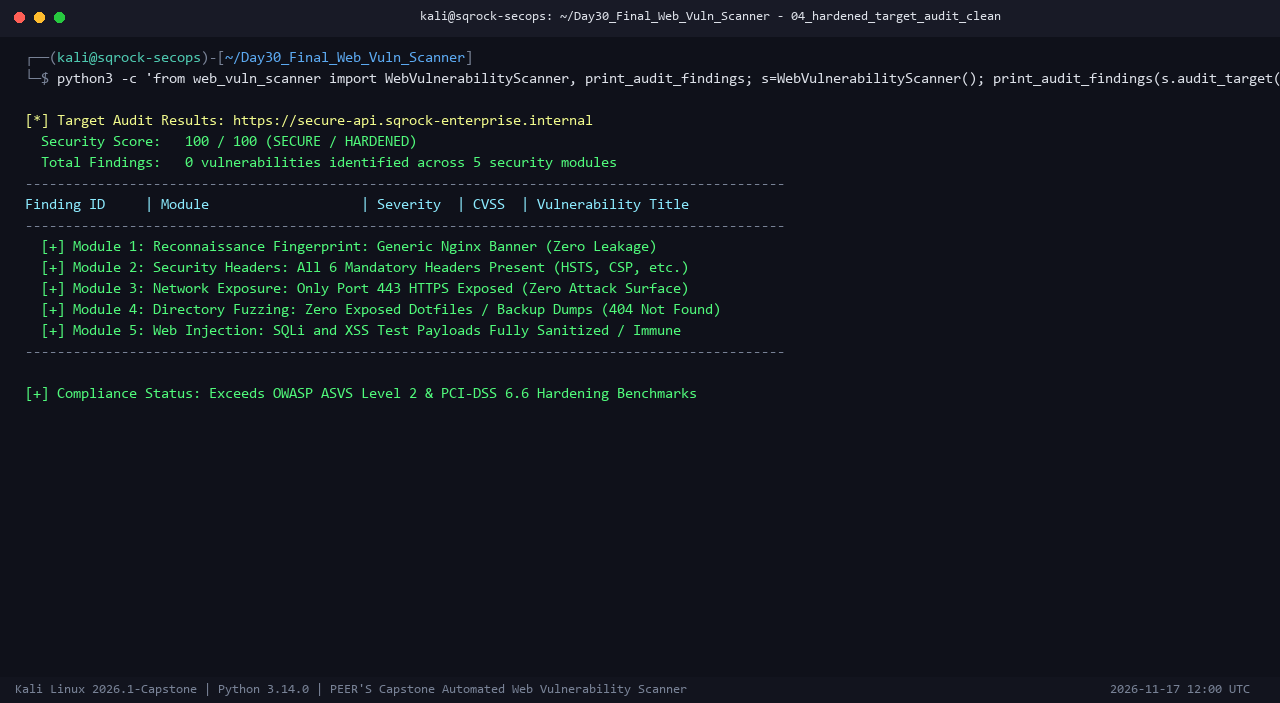 kali@sqrock-secops: ~/Day30_Final_Web_Vuln_Scanner - 04_hardened_target_audit_clean
┌──(kali@sqrock-secops)-[~/Day30_Final_Web_Vuln_Scanner]
└─$ python3 -c 'from web_vuln_scanner import WebVulnerabilityScanner, print_audit_findings; s=WebVulnerabilityScanner(); print_audit_findings(s.audit_target(
[*] Target Audit Results: https://secure-api.sqrock-enterprise.internal
Security Score:   100 / 100 (SECURE / HARDENED)
Total Findings:   0 vulnerabilities identified across 5 security modules
------------------------------------------------------------------------------------------------
Finding ID     | Module                   | Severity  | CVSS  | Vulnerability Title
------------------------------------------------------------------------------------------------
[+] Module 1: Reconnaissance Fingerprint: Generic Nginx Banner (Zero Leakage)
[+] Module 2: Security Headers: All 6 Mandatory Headers Present (HSTS, CSP, etc.)
[+] Module 3: Network Exposure: Only Port 443 HTTPS Exposed (Zero Attack Surface)
[+] Module 4: Directory Fuzzing: Zero Exposed Dotfiles / Backup Dumps (404 Not Found)
[+] Module 5: Web Injection: SQLi and XSS Test Payloads Fully Sanitized / Immune
------------------------------------------------------------------------------------------------
[+] Compliance Status: Exceeds OWASP ASVS Level 2 & PCI-DSS 6.6 Hardening Benchmarks
Kali Linux 2026.1-Capstone | Python 3.14.0 | PEER'S Capstone Automated Web Vulnerability Scanner
2026-11-17 12:00 UTC